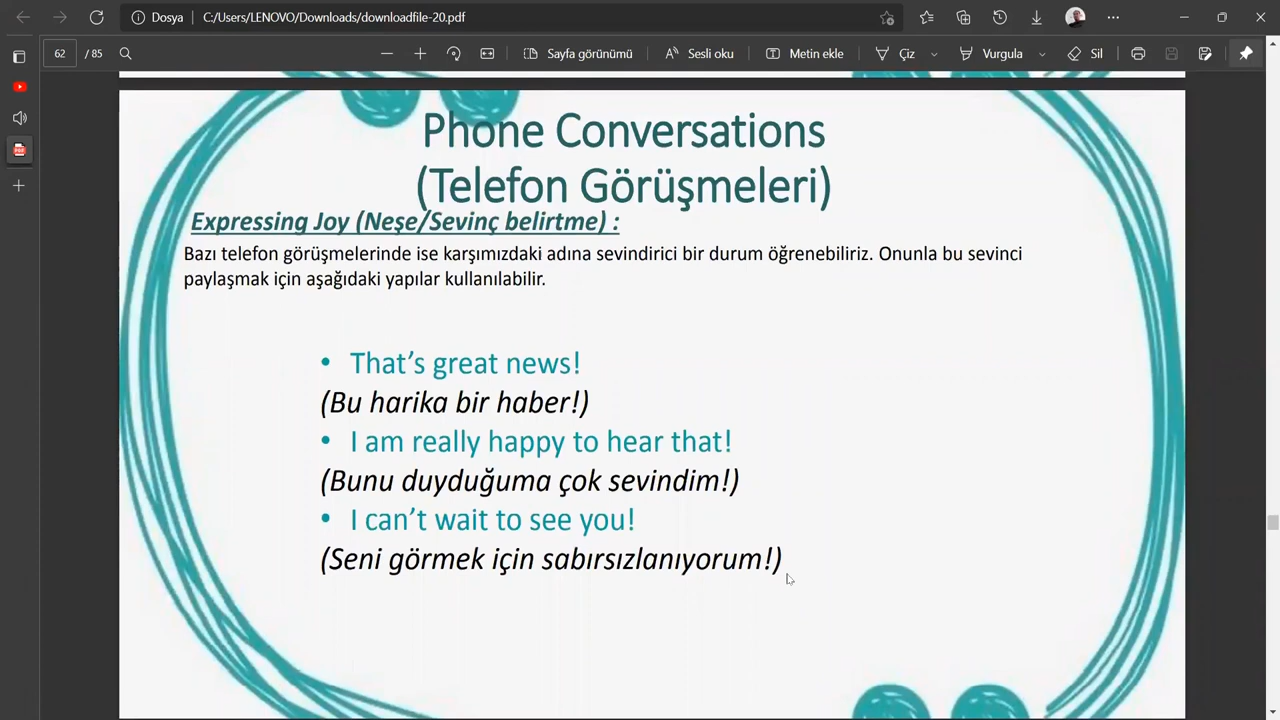 Dosya
C:/Users/LENOVO/Downloads/downloadfile-20.pdf
62 / 85
Sayfa görünümü
Sesli oku
Metin ekle
Çiz
Vurgula
Sil
Phone Conversations
(Telefon Görüşmeleri)
Expressing Joy (Neşe/Sevinç belirtme) :
Bazı telefon görüşmelerinde ise karşımızdaki adına sevindirici bir durum öğrenebiliriz. Onunla bu sevinci
paylaşmak için aşağıdaki yapılar kullanılabilir.
• That's great news!
(Bu harika bir haber!)
• I am really happy to hear that!
(Bunu duyduğuma çok sevindim!)
• I can't wait to see you!
(Seni görmek için sabırsızlanıyorum!)